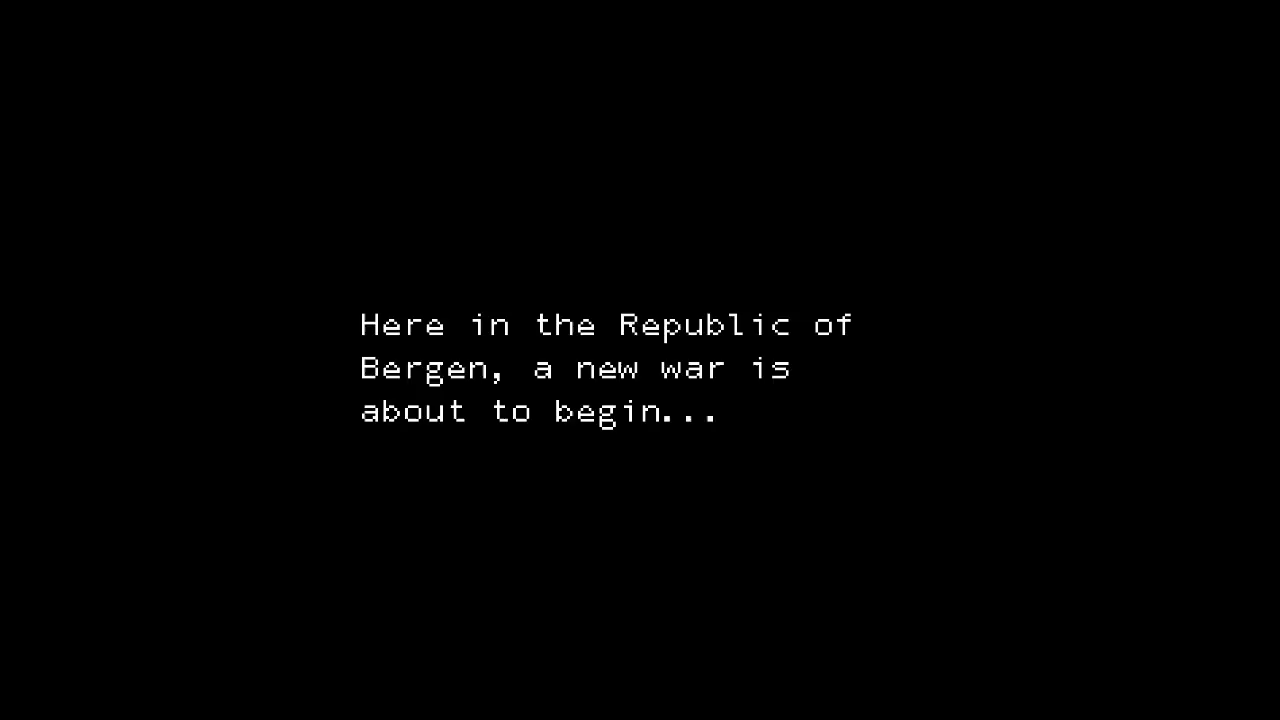 Here in the Republic of
Bergen, a new war is
about to begin...